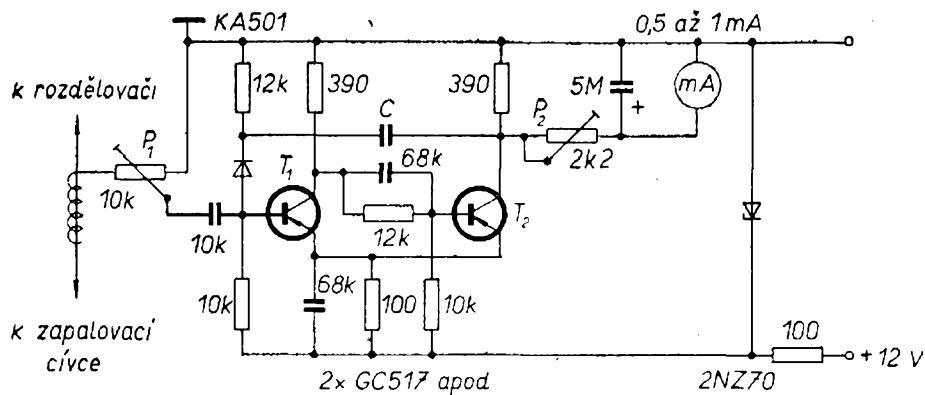 KA501
0,5 až 1mA
12k
390
390
5M
+
mA
k rozdělovači
C
P₂
P₁
68k
2k2
T₁
10k
12k
T₂
10k
10k
68k
100
10k
100
k zapalovací
cívce
+12 V
2x GC517 apod.
2NZ70